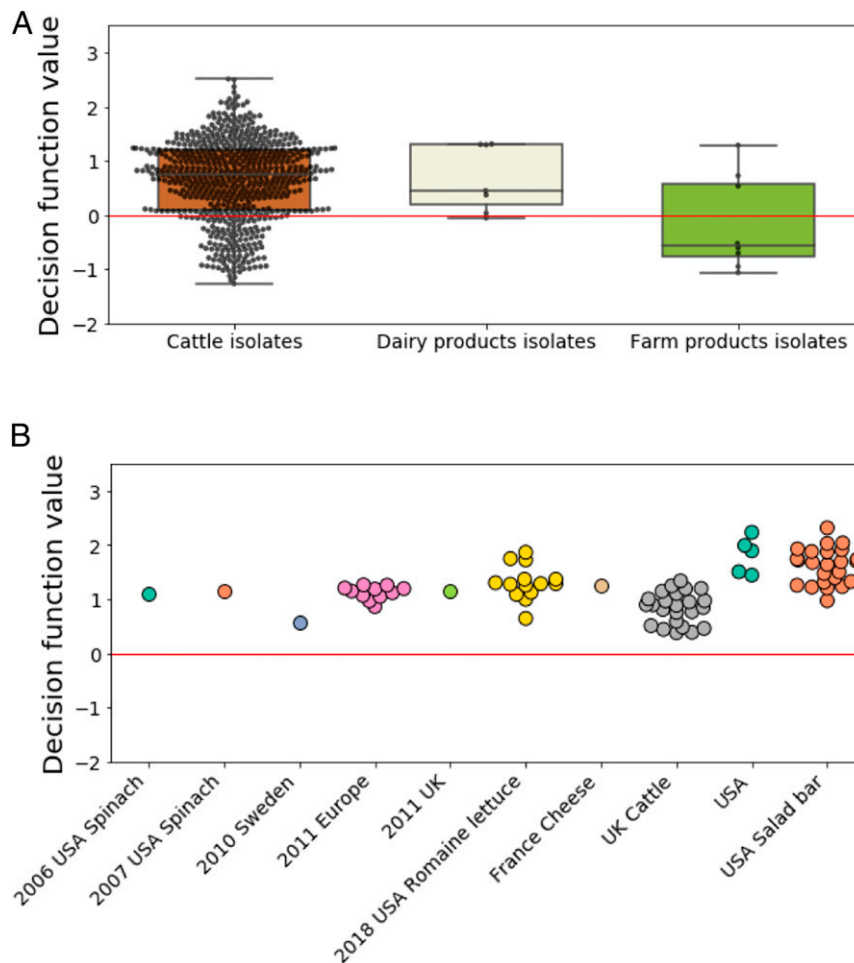 A
Decision function value
3
2
1
0
−1
−2
Cattle isolates
Dairy products isolates
Farm products isolates
B
Decision function value
3
2
1
0
−1
−2
2006 USA Spinach
2007 USA Spinach
2010 Sweden
2011 Europe
2011 UK
2018 USA Romaine lettuce
France Cheese
UK Cattle
USA
USA Salad bar